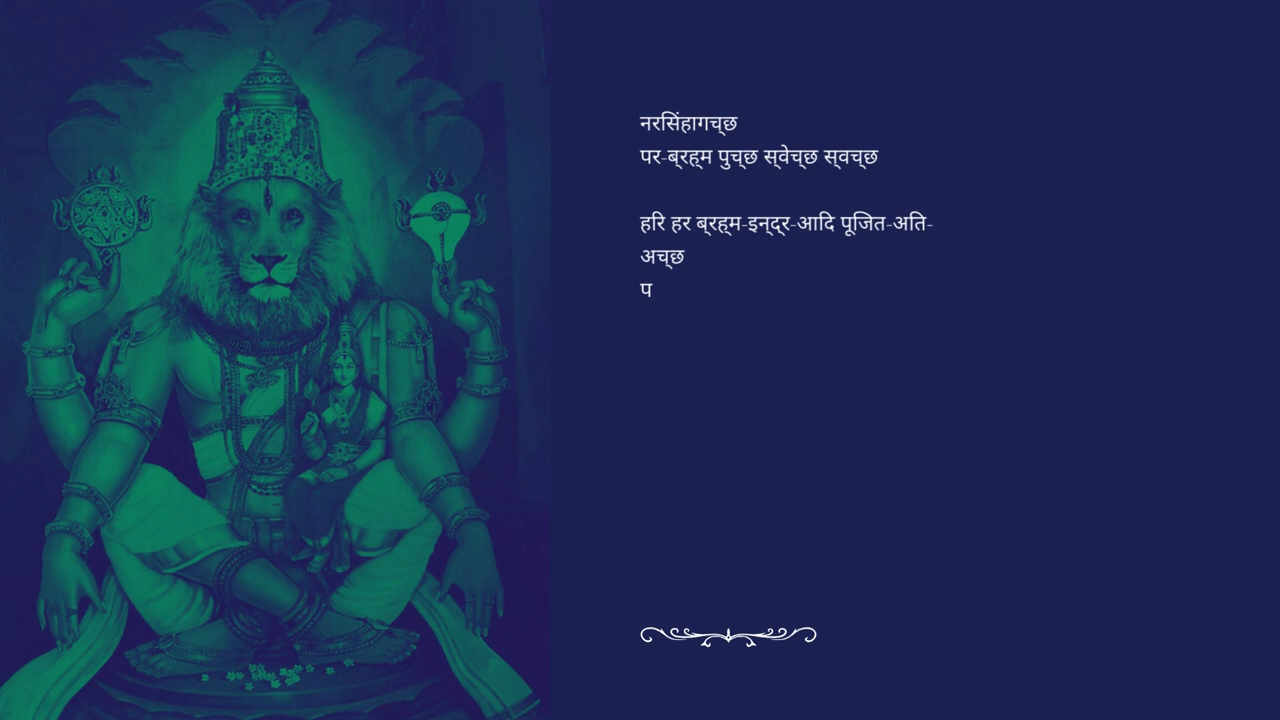 नरसिंहागच्छ
पर-ब्रह्म पुच्छ स्वेच्छ स्वच्छ
हरि हर ब्रह्म-इन्द्र-आदि पूजित-अति-
अच्छ
प